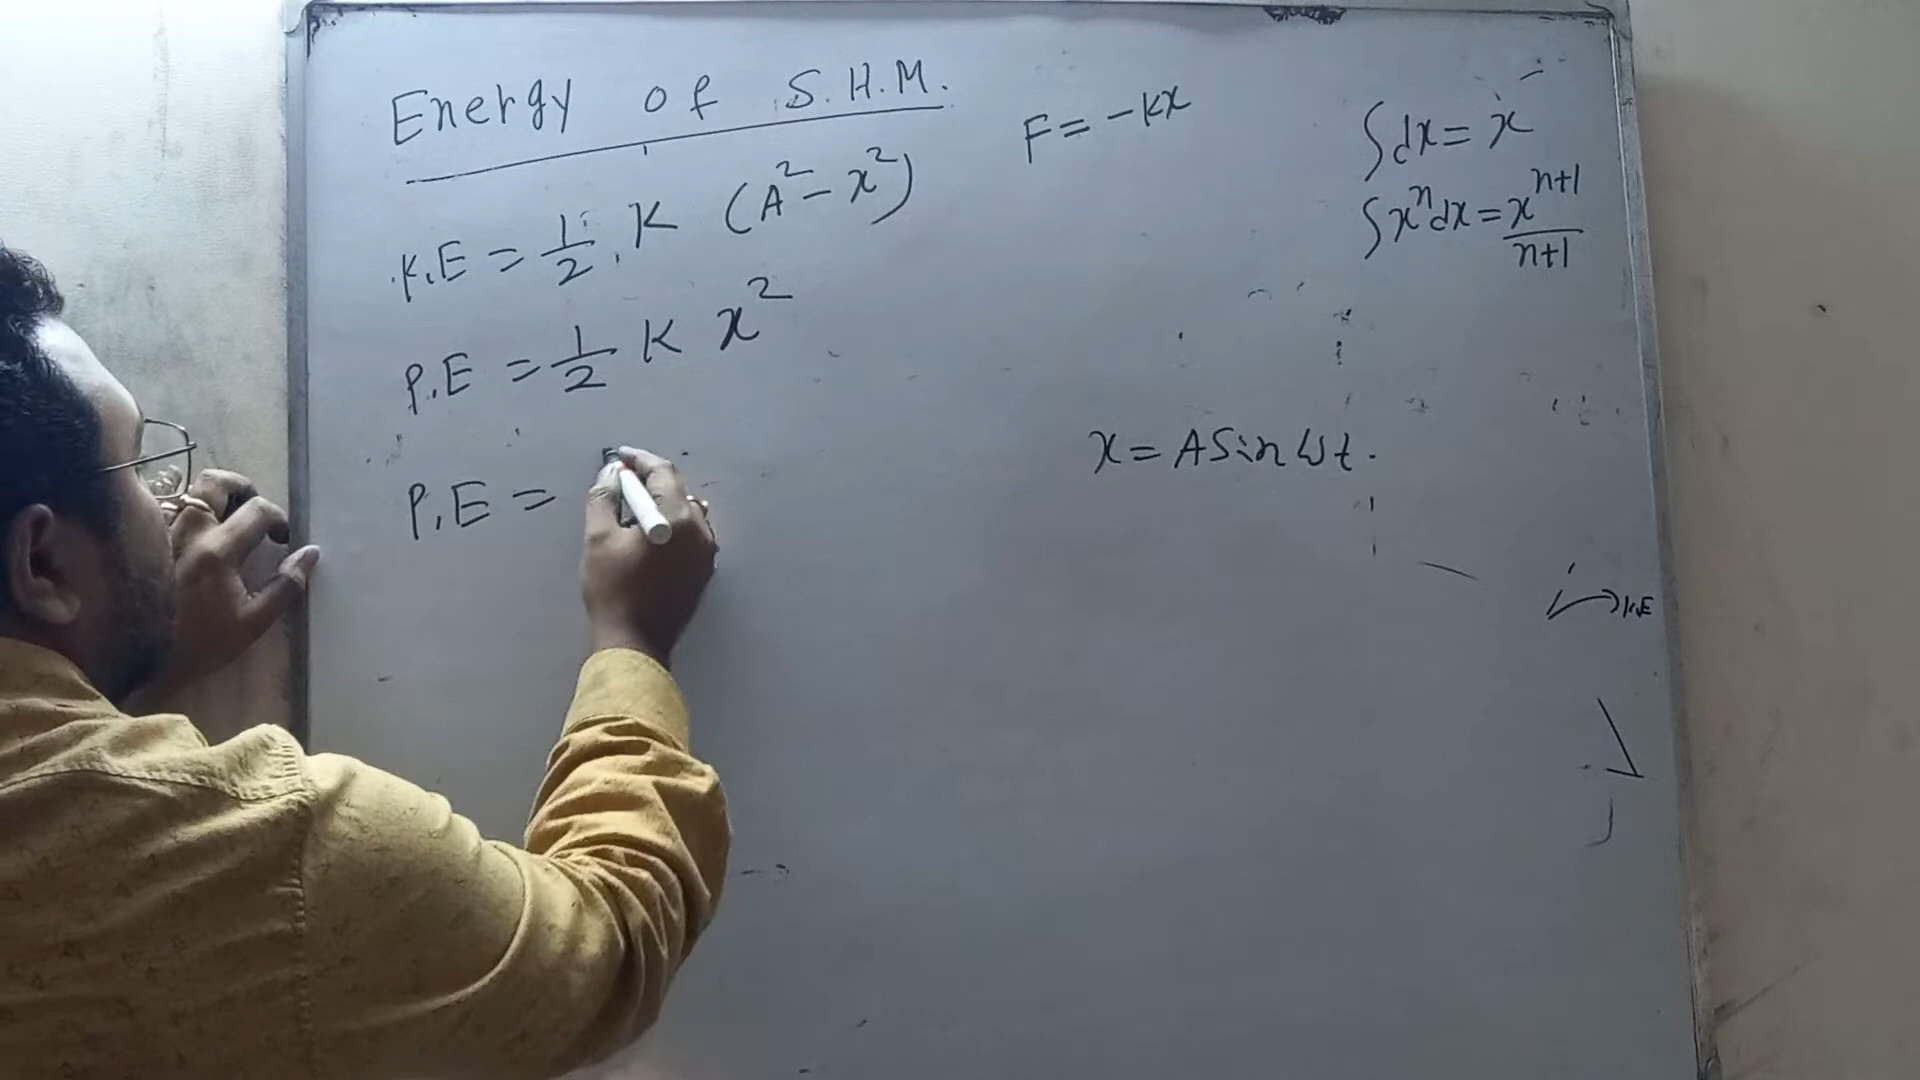 Energy of S.H.M.
F = -kx
∫dx = x
K.E = 1/2 K (A² - x²)
∫xⁿdx = xⁿ⁺¹/n+1
P.E = 1/2 K x²
x = A Sin ωt.
P.E =
K.E